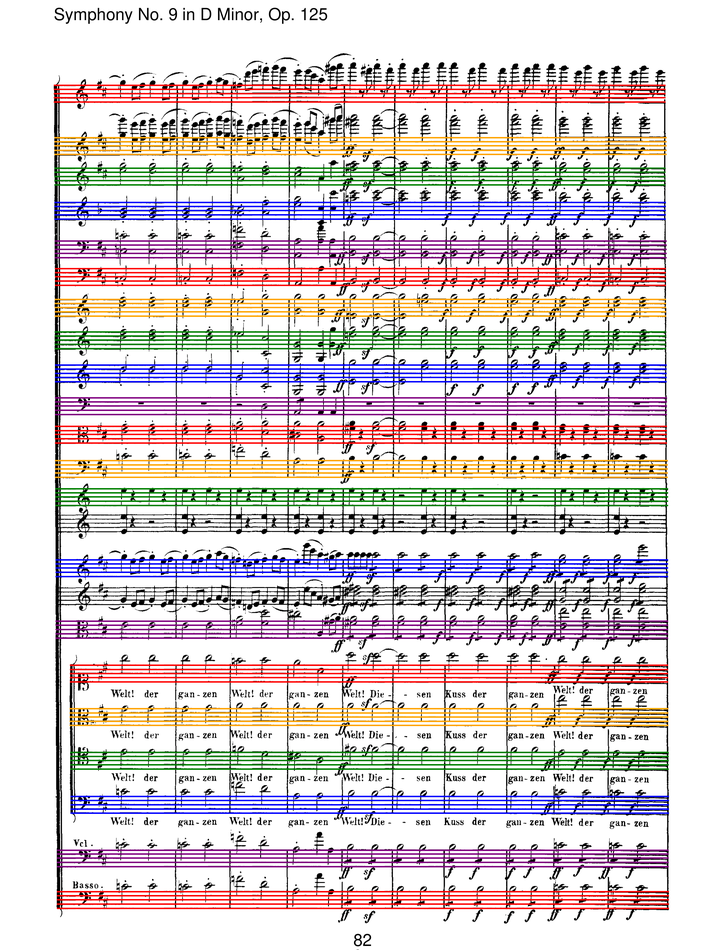 Symphony No. 9 in D Minor, Op. 125
Welt! der gan - zen Welt! der gan - zen Welt! Die - - sen Kuss der gan - zen Welt! der gan - zen
Welt! der gan - zen Welt! der gan - zen Welt! Die - - sen Kuss der gan - zen Welt! der gan - zen
Welt! der gan - zen Welt! der gan - zen Welt! Die - - sen Kuss der gan - zen Welt! der gan - zen
Welt! der gan - zen Welt! der gan - zen Welt! Die - - sen Kuss der gan - zen Welt! der gan - zen
Vcl.
Basso.
82